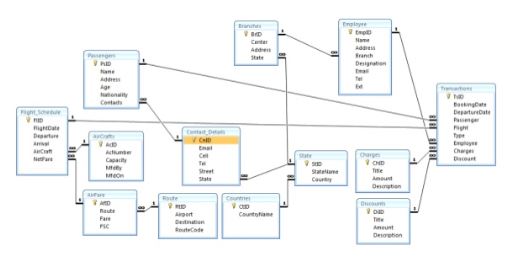 Branches
BrID
Center
Address
State
Employee
EmpID
Name
Address
Branch
Designation
Email
Tel
Ext
Passengers
PsID
Name
Address
Age
Nationality
Contacts
Transactions
TsID
BookingDate
DepartureDate
Passenger
Flight
Type
Employee
Charges
Discount
Flight_Schedule
FlID
FlightDate
Departure
Arrival
AirCraft
NetFare
AirCrafts
AcID
AcNumber
Capacity
MfdBy
MfdOn
Contact_Details
CnID
Email
Cell
Tel
Street
State
State
StID
StateName
Country
Charges
ChID
Title
Amount
Description
AirFare
AfID
Route
Fare
FSC
Route
RtID
Airport
Destination
RouteCode
Countries
CtID
CountryName
Discounts
DiID
Title
Amount
Description